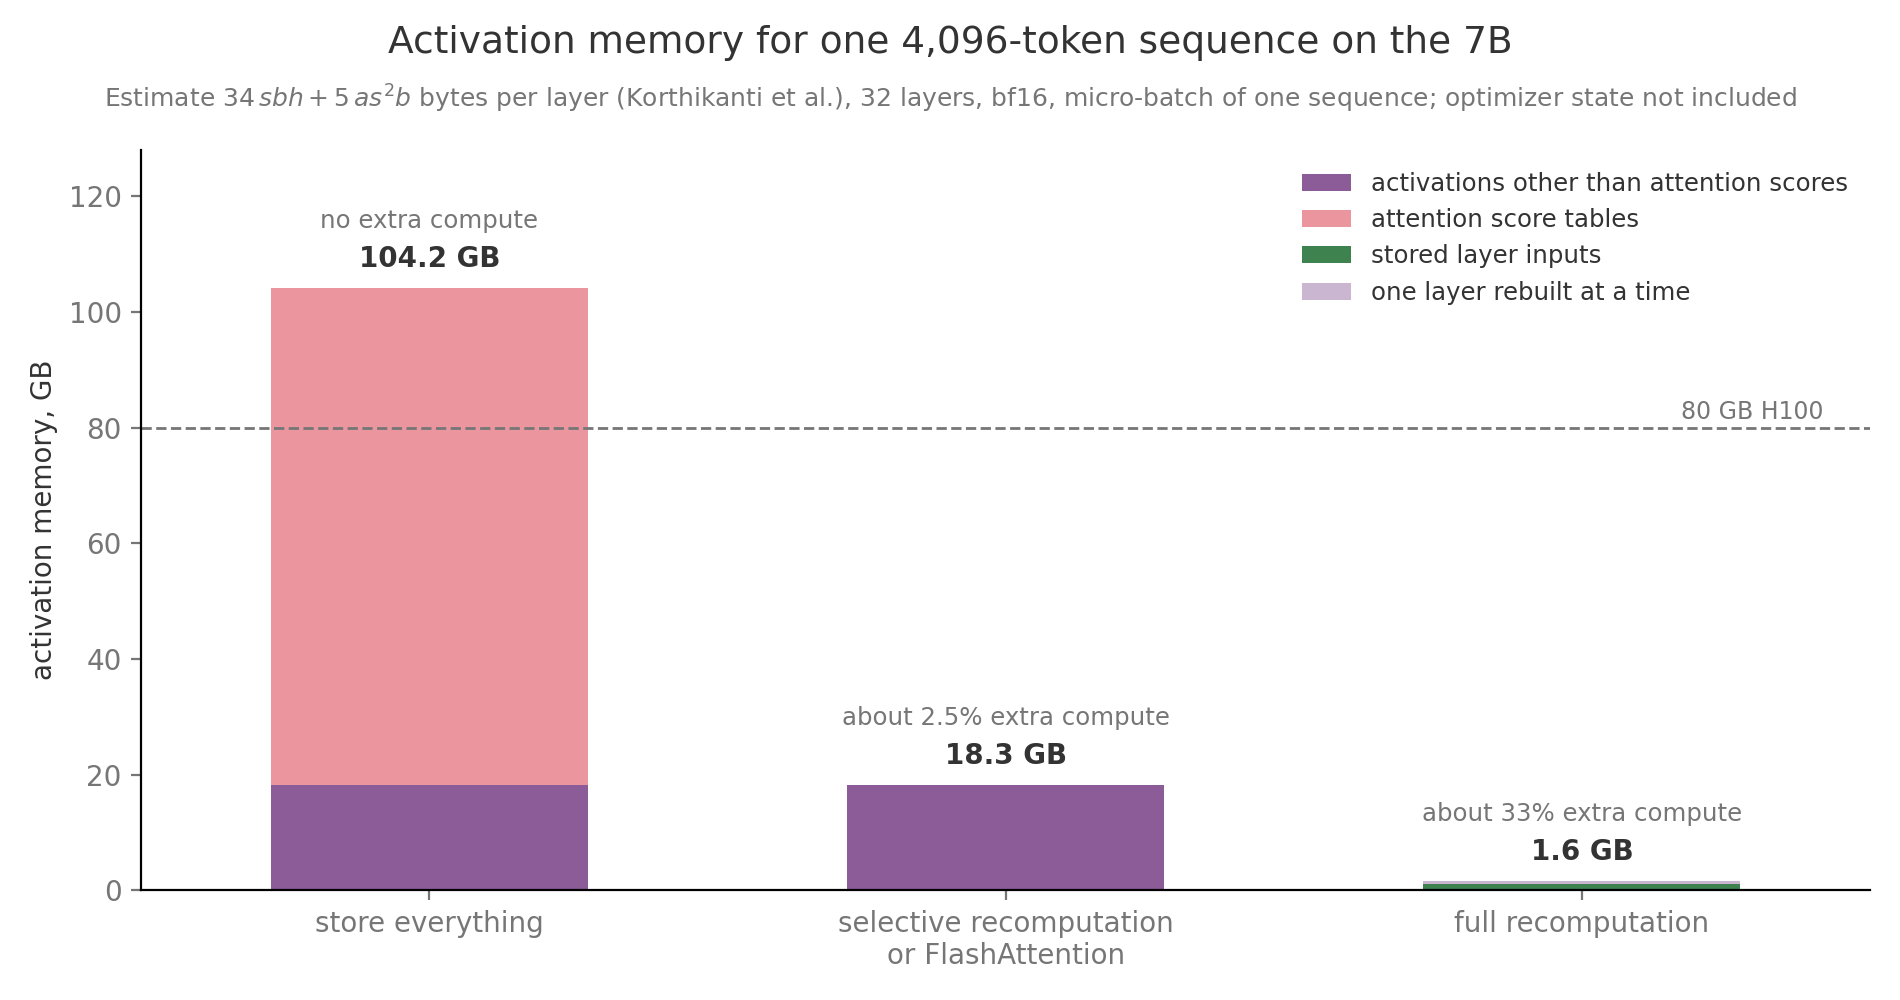 Activation memory for one 4,096-token sequence on the 7B
Estimate 34 sbh + 5 as²b bytes per layer (Korthikanti et al.), 32 layers, bf16, micro-batch of one sequence; optimizer state not included
activation memory, GB
120
100
80
60
40
20
0
activations other than attention scores
attention score tables
stored layer inputs
one layer rebuilt at a time
80 GB H100
no extra compute
104.2 GB
about 2.5% extra compute
18.3 GB
about 33% extra compute
1.6 GB
store everything
selective recomputation
or FlashAttention
full recomputation